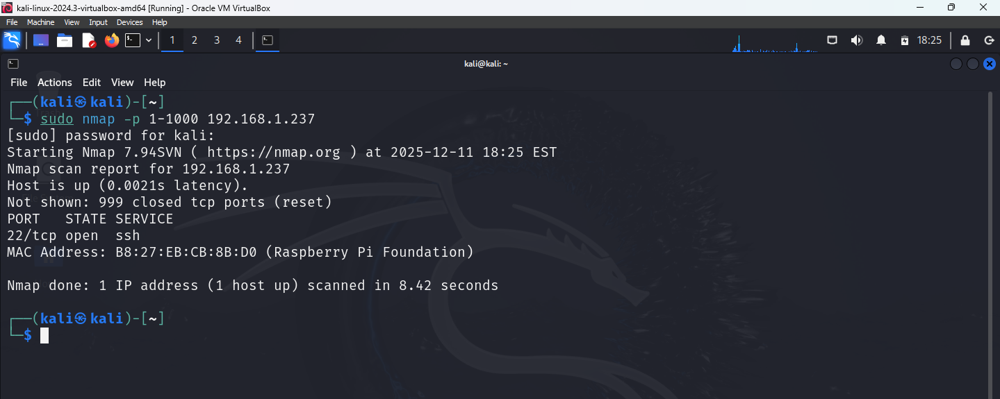 kali-linux-2024.3-virtualbox-amd64 [Running] - Oracle VM VirtualBox
File Machine View Input Devices Help
1 2 3 4 18:25
kali@kali: ~
File Actions Edit View Help
┌──(kali㉿kali)-[~]
└─$ sudo nmap -p 1-1000 192.168.1.237
[sudo] password for kali:
Starting Nmap 7.94SVN ( https://nmap.org ) at 2025-12-11 18:25 EST
Nmap scan report for 192.168.1.237
Host is up (0.0021s latency).
Not shown: 999 closed tcp ports (reset)
PORT   STATE SERVICE
22/tcp open  ssh
MAC Address: B8:27:EB:CB:8B:D0 (Raspberry Pi Foundation)
Nmap done: 1 IP address (1 host up) scanned in 8.42 seconds
┌──(kali㉿kali)-[~]
└─$